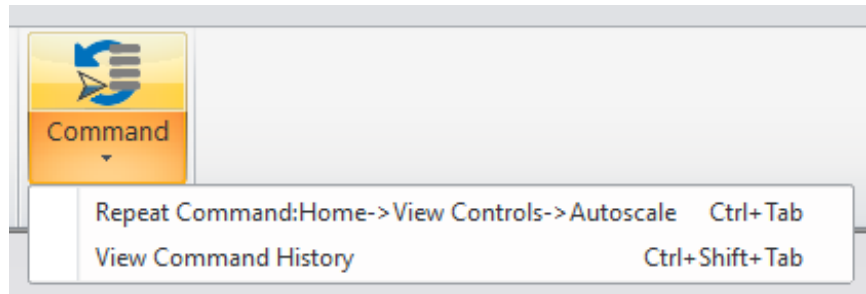 Command
Repeat Command:Home->View Controls->Autoscale Ctrl+Tab
View Command History Ctrl+Shift+Tab